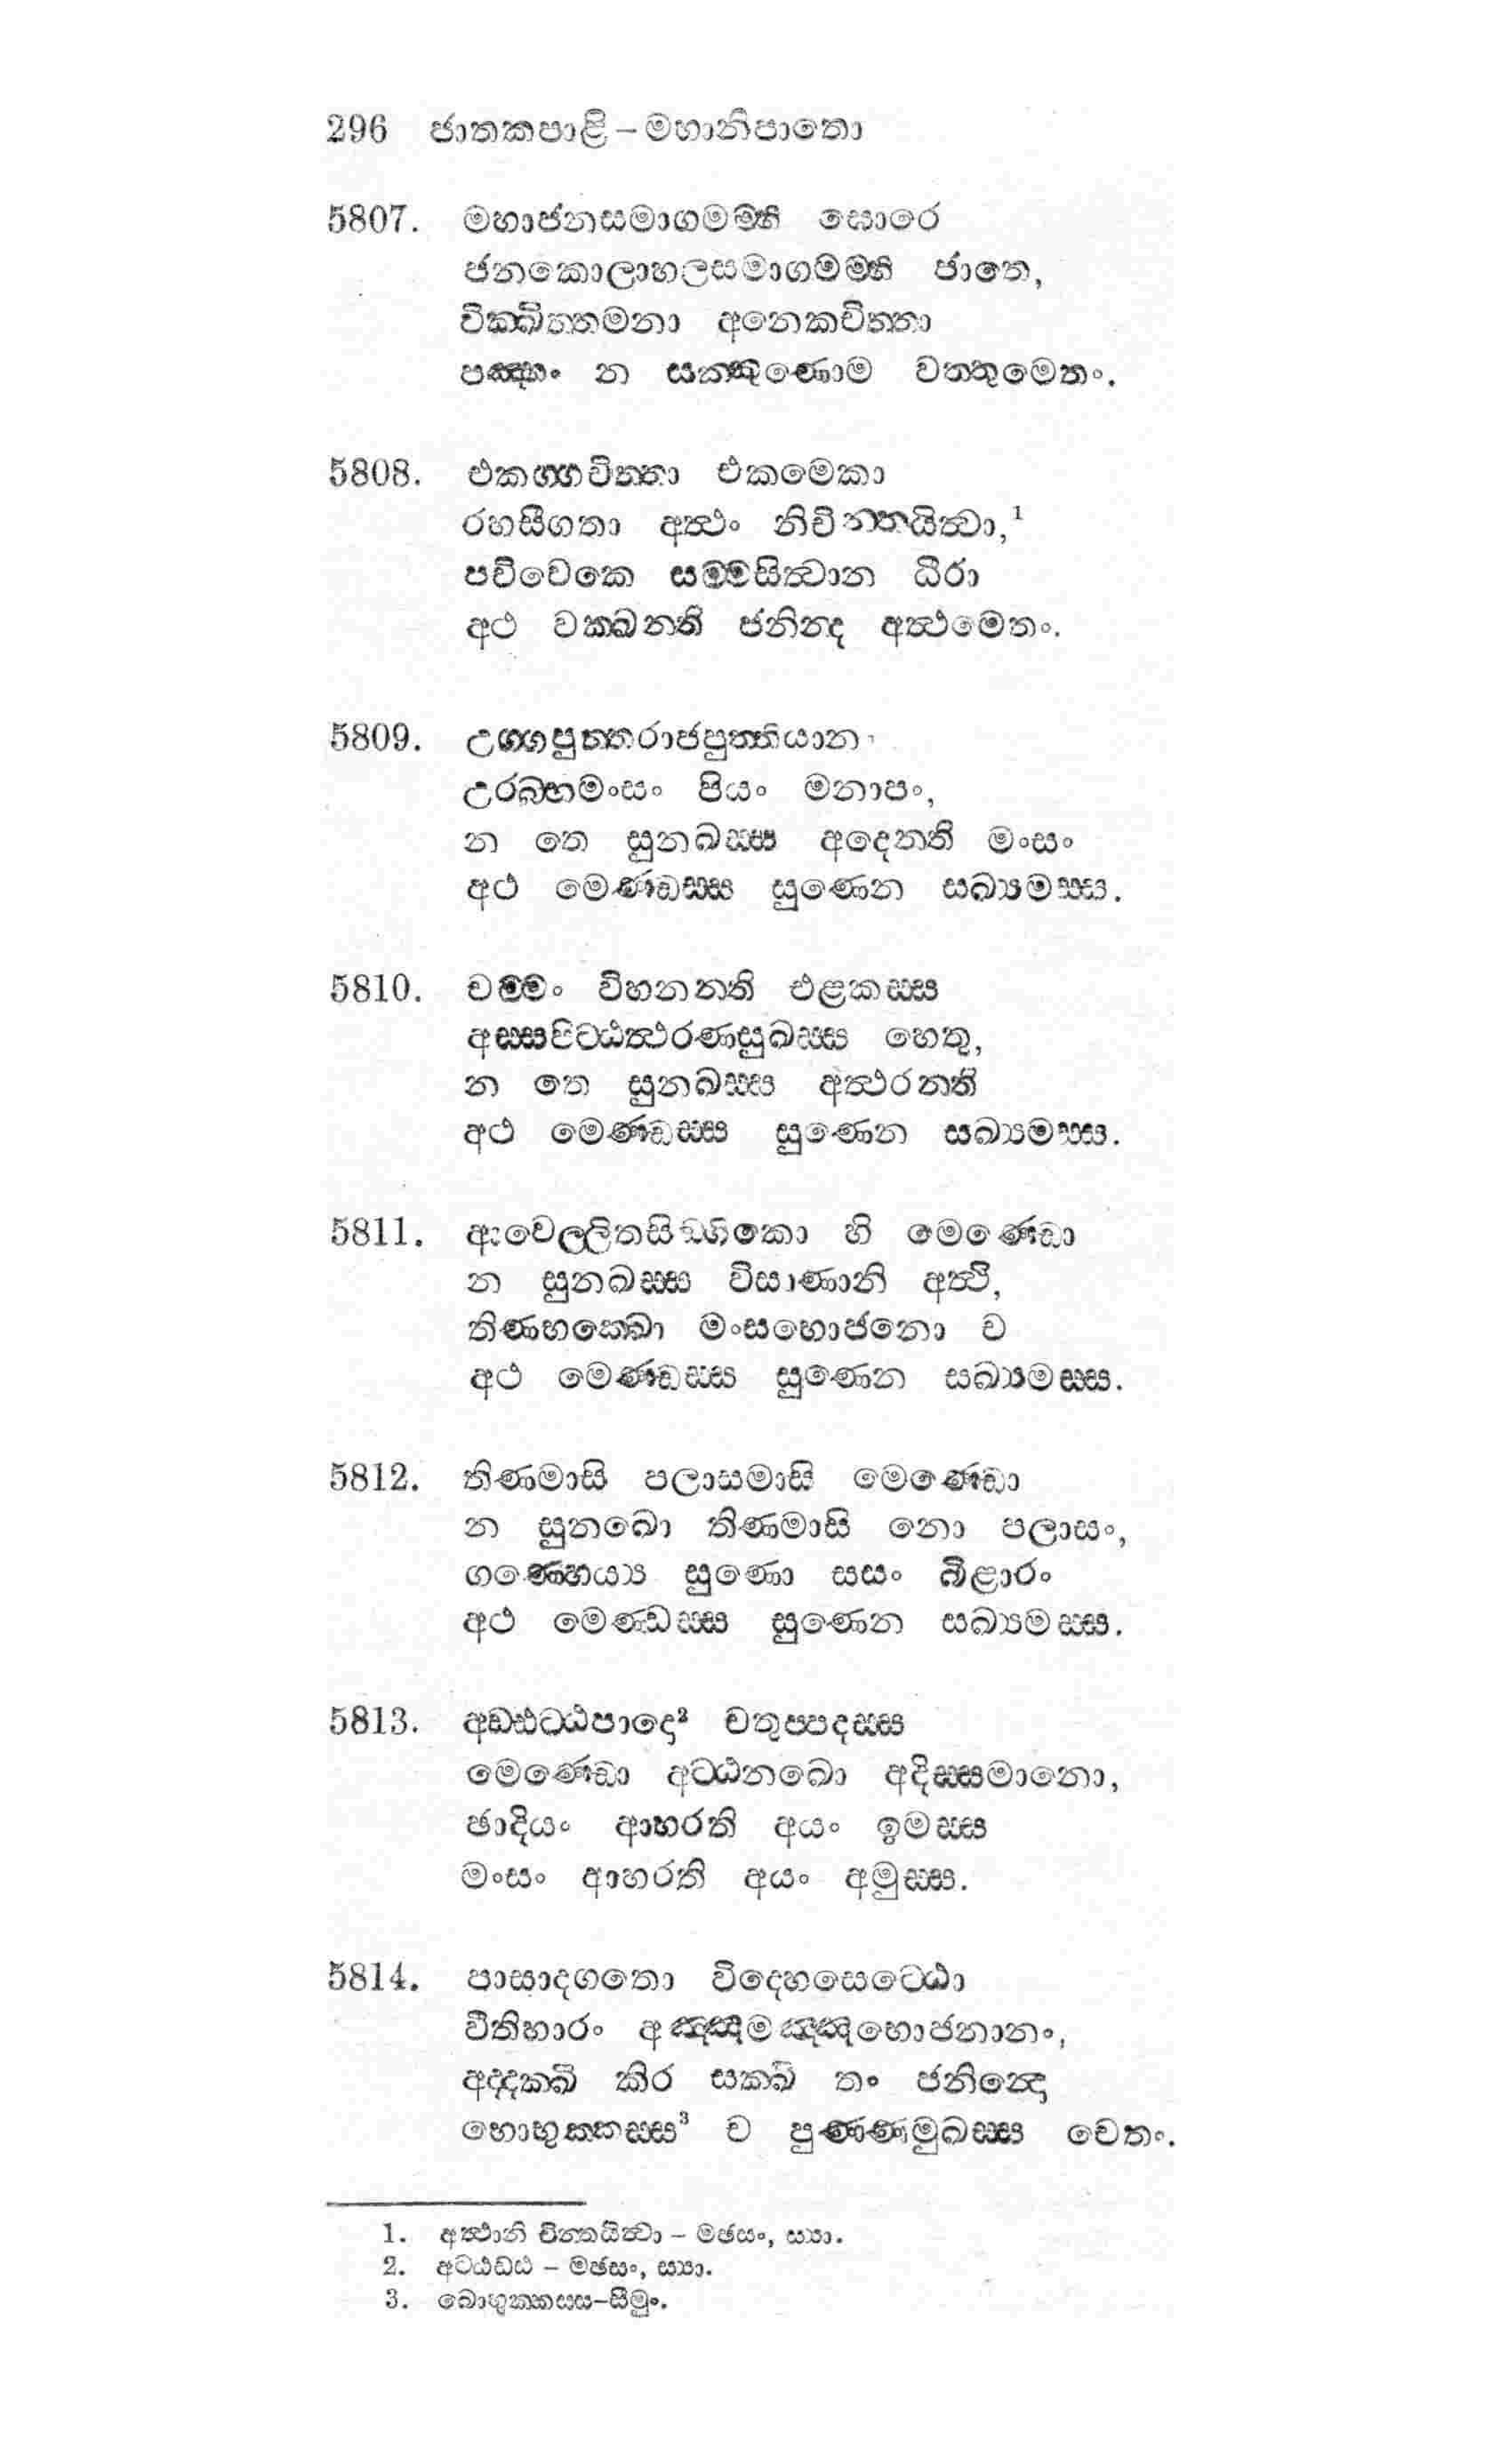 296 ජාතකපාළි – මහානිපාතො
5807. මහාජනසමාගමම්හි ඝොරෙ
ජනකොලාහලසමාගමම්හි ජාතෙ,
වික්ඛිත්තමනා අනෙකචිත්තා
පඤ්හං න සක්කුණොම වත්තුමෙතං.
5808. එකග්ගචිත්තා එකමෙකා
රහසීගතා අත්ථං නිචින්තයිත්වා,¹
පවිවෙකෙ සම්මසිත්වාන ධීරා
අථ වක්ඛන්ති ජනින්ද අත්ථමෙතං.
5809. උග්ගපුත්තරාජපුත්තියානං
උරබ්භමංසං පියං මනාපං,
න තෙ සුනඛස්ස අදෙන්ති මංසං
අථ මෙණ්ඩස්ස සුණෙන සඛ්‍යමස්ස.
5810. චම්මං විහනන්ති එළකස්ස
අස්සපිට්ඨත්ථරණසුඛස්ස හෙතු,
න තෙ සුනඛස්ස අත්ථරන්ති
අථ මෙණ්ඩස්ස සුණෙන සඛ්‍යමස්ස.
5811. ආවෙල්ලිතසිඞ්ගිකො හි මෙණ්ඩො
න සුනඛස්ස විසාණානි අත්ථි,
තිණභක්ඛො මංසභොජනො ච
අථ මෙණ්ඩස්ස සුණෙන සඛ්‍යමස්ස.
5812. තිණමාසි පලාසමාසි මෙණ්ඩො
න සුනඛො තිණමාසි නො පලාසං,
ගණ්හෙය්‍ය සුණො සසං බිළාරං
අථ මෙණ්ඩස්ස සුණෙන සඛ්‍යමස්ස.
5813. අඩ්ඪට්ඨපාදො² චතුප්පදස්ස
මෙණ්ඩො අට්ඨනඛො අදිස්සමානො,
ඡාදියං ආහරති අයං ඉමස්ස
මංසං ආහරති අයං අමුස්ස.
5814. පාසාදගතො විදෙහසෙට්ඨො
වීතිහාරං අඤ්ඤමඤ්ඤභොජනානං,
අද්දක්ඛි කිර සක්ඛි තං ජනින්දො
භොභුක්කස්ස³ ච පුණ්ණමුඛස්ස චෙතං.
1. අත්ථානි චින්තයිත්වා – මඡසං, ස්‍යා.
2. අට්ඨඩ්ඪ – මඡසං, ස්‍යා.
3. බොභුක්කස්ස–සීමු.